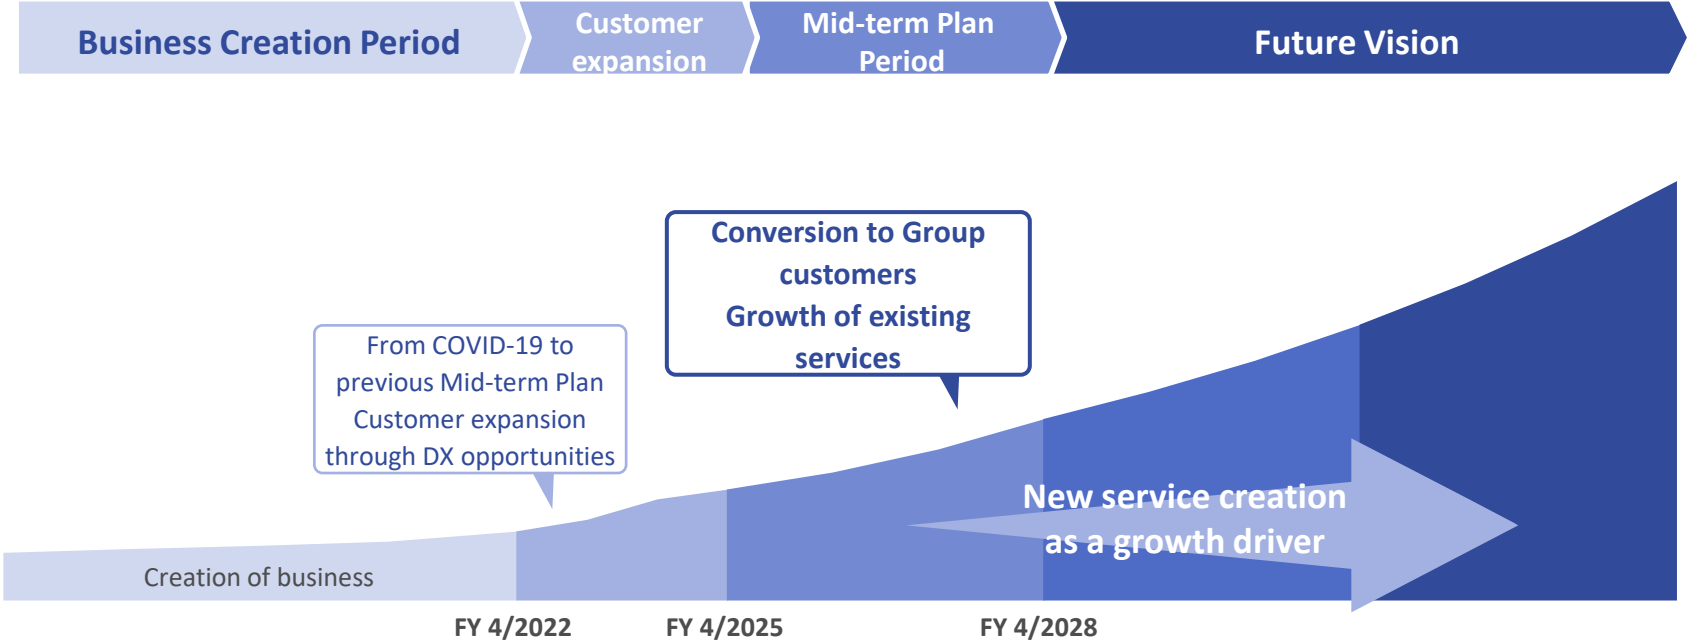 Business Creation Period
Customer
expansion
Mid-term Plan
Period
Future Vision
Conversion to Group
customers
Growth of existing
services
From COVID-19 to
previous Mid-term Plan
Customer expansion
through DX opportunities
New service creation
as a growth driver
Creation of business
FY 4/2022
FY 4/2025
FY 4/2028